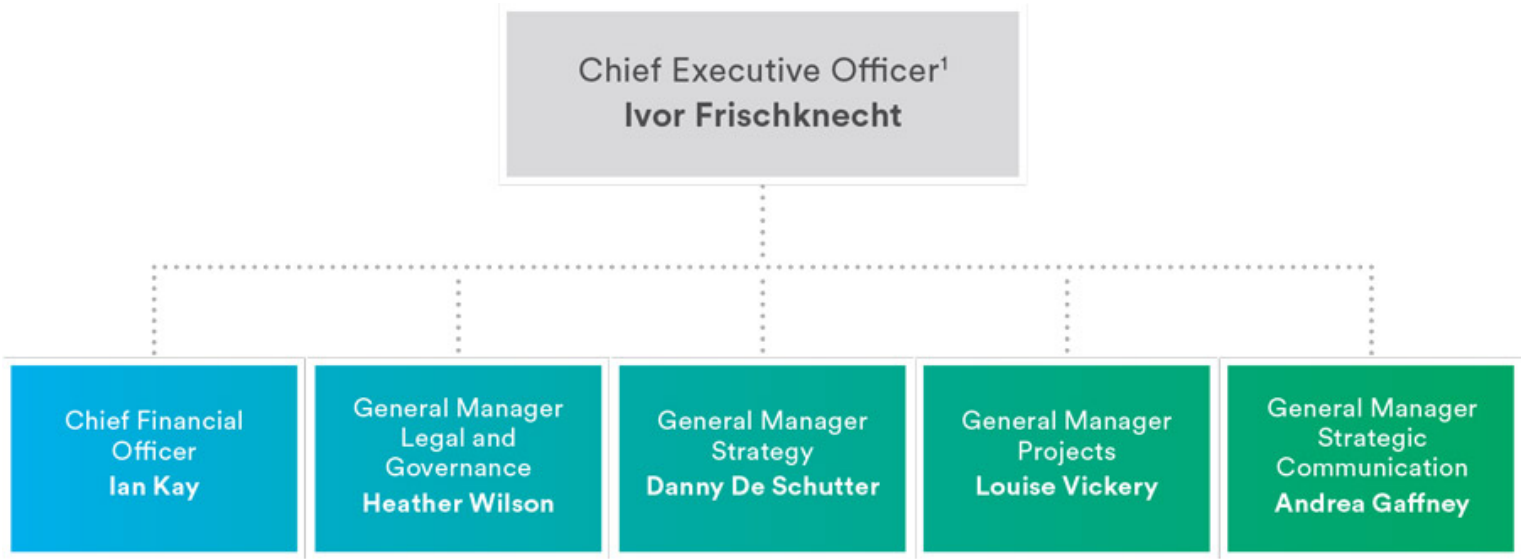 Chief Executive Officer¹
Ivor Frischknecht
Chief Financial
Officer
Ian Kay
General Manager
Legal and
Governance
Heather Wilson
General Manager
Strategy
Danny De Schutter
General Manager
Projects
Louise Vickery
General Manager
Strategic
Communication
Andrea Gaffney